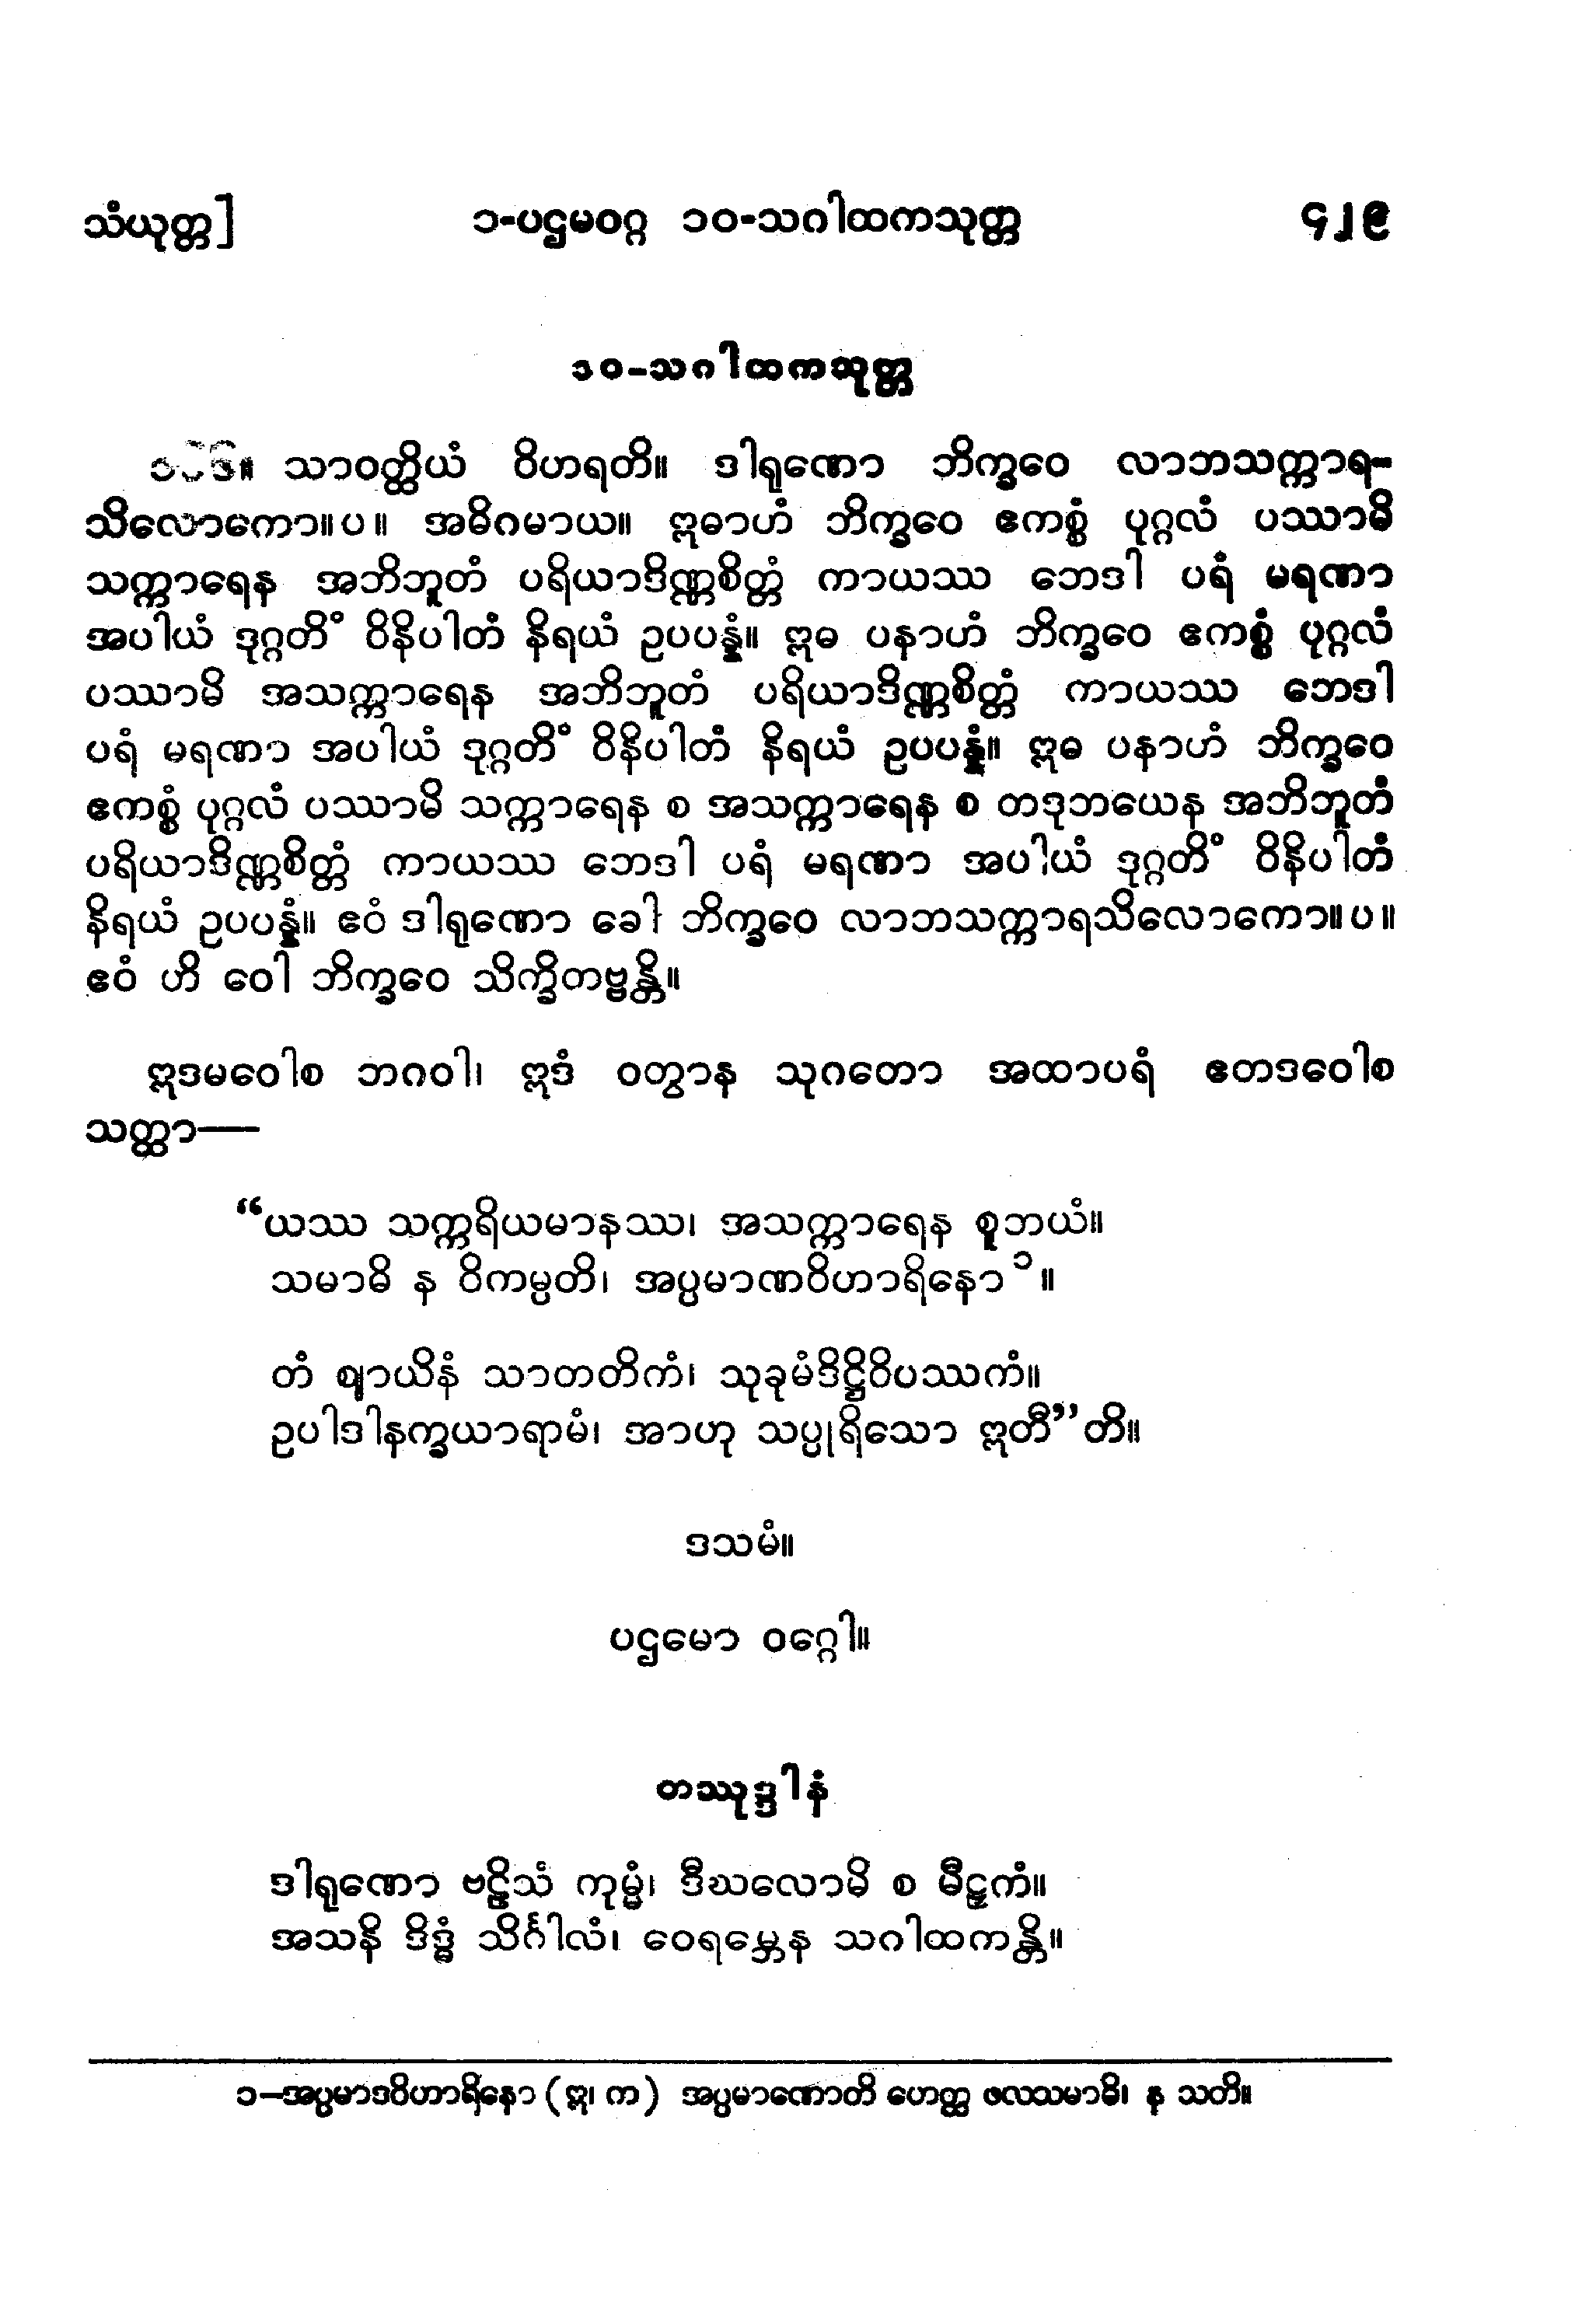 သံယုတ္တ] ၁-ပဌမဝဂ္ဂ ၁၀-သဂါထကသုတ္တ ၄၂၉
၁၀-သဂါထကသုတ္တ
သာဝတ္ထိယံ ဝိဟရတိ။ ဒါရုဏော ဘိက္ခဝေ လာဘသက္ကာရ-
သိလောကော။ပ။ အဓိဂမာယ။ ဣဓာဟံ ဘိက္ခဝေ ဧကစ္စံ ပုဂ္ဂလံ ပဿာမိ
သက္ကာရေန အဘိဘူတံ ပရိယာဒိဏ္ဏစိတ္တံ ကာယဿ ဘေဒါ ပရံ မရဏာ
အပါယံ ဒုဂ္ဂတိံ ဝိနိပါတံ နိရယံ ဥပပန္နံ။ ဣဓ ပနာဟံ ဘိက္ခဝေ ဧကစ္စံ ပုဂ္ဂလံ
ပဿာမိ အသက္ကာရေန အဘိဘူတံ ပရိယာဒိဏ္ဏစိတ္တံ ကာယဿ ဘေဒါ
ပရံ မရဏာ အပါယံ ဒုဂ္ဂတိံ ဝိနိပါတံ နိရယံ ဥပပန္နံ။ ဣဓ ပနာဟံ ဘိက္ခဝေ
ဧကစ္စံ ပုဂ္ဂလံ ပဿာမိ သက္ကာရေန စ အသက္ကာရေန စ တဒုဘယေန အဘိဘူတံ
ပရိယာဒိဏ္ဏစိတ္တံ ကာယဿ ဘေဒါ ပရံ မရဏာ အပါယံ ဒုဂ္ဂတိံ ဝိနိပါတံ
နိရယံ ဥပပန္နံ။ ဧဝံ ဒါရုဏော ခေါ ဘိက္ခဝေ လာဘသက္ကာရသိလောကော။ပ။
ဧဝံ ဟိ ဝေါ ဘိက္ခဝေ သိက္ခိတဗ္ဗန္တိ။
ဣဒမဝေါစ ဘဂဝါ၊ ဣဒံ ဝတွာန သုဂတော အထာပရံ ဧတဒဝေါစ
သတ္ထာ—
“ယဿ သက္ကရိယမာနဿ၊ အသက္ကာရေန စူဘယံ။
သမာဓိ န ဝိကမ္ပတိ၊ အပ္ပမာဏဝိဟာရိနော ၁။
တံ ဈာယိနံ သာတတိကံ၊ သုခုမံဒိဋ္ဌိဝိပဿကံ။
ဥပါဒါနက္ခယာရာမံ၊ အာဟု သပ္ပုရိသော ဣတီ”တိ။
ဒသမံ။
ပဌမော ဝဂ္ဂေါ။
တဿုဒ္ဒါနံ
ဒါရုဏော ဗဠိသံ ကုမ္မံ၊ ဒီဃလောမိ စ မီဠှကံ။
အသနိ ဒိဒ္ဓံ သိင်္ဂါလံ၊ ဝေရမ္ဘေန သဂါထကန္တိ။
၁—အပ္ပမာဒဝိဟာရိနော (ဣ၊ က) အပ္ပမာဏောတိ ဟေတ္ထ ဖလသမာဓိ၊ န သတိ။